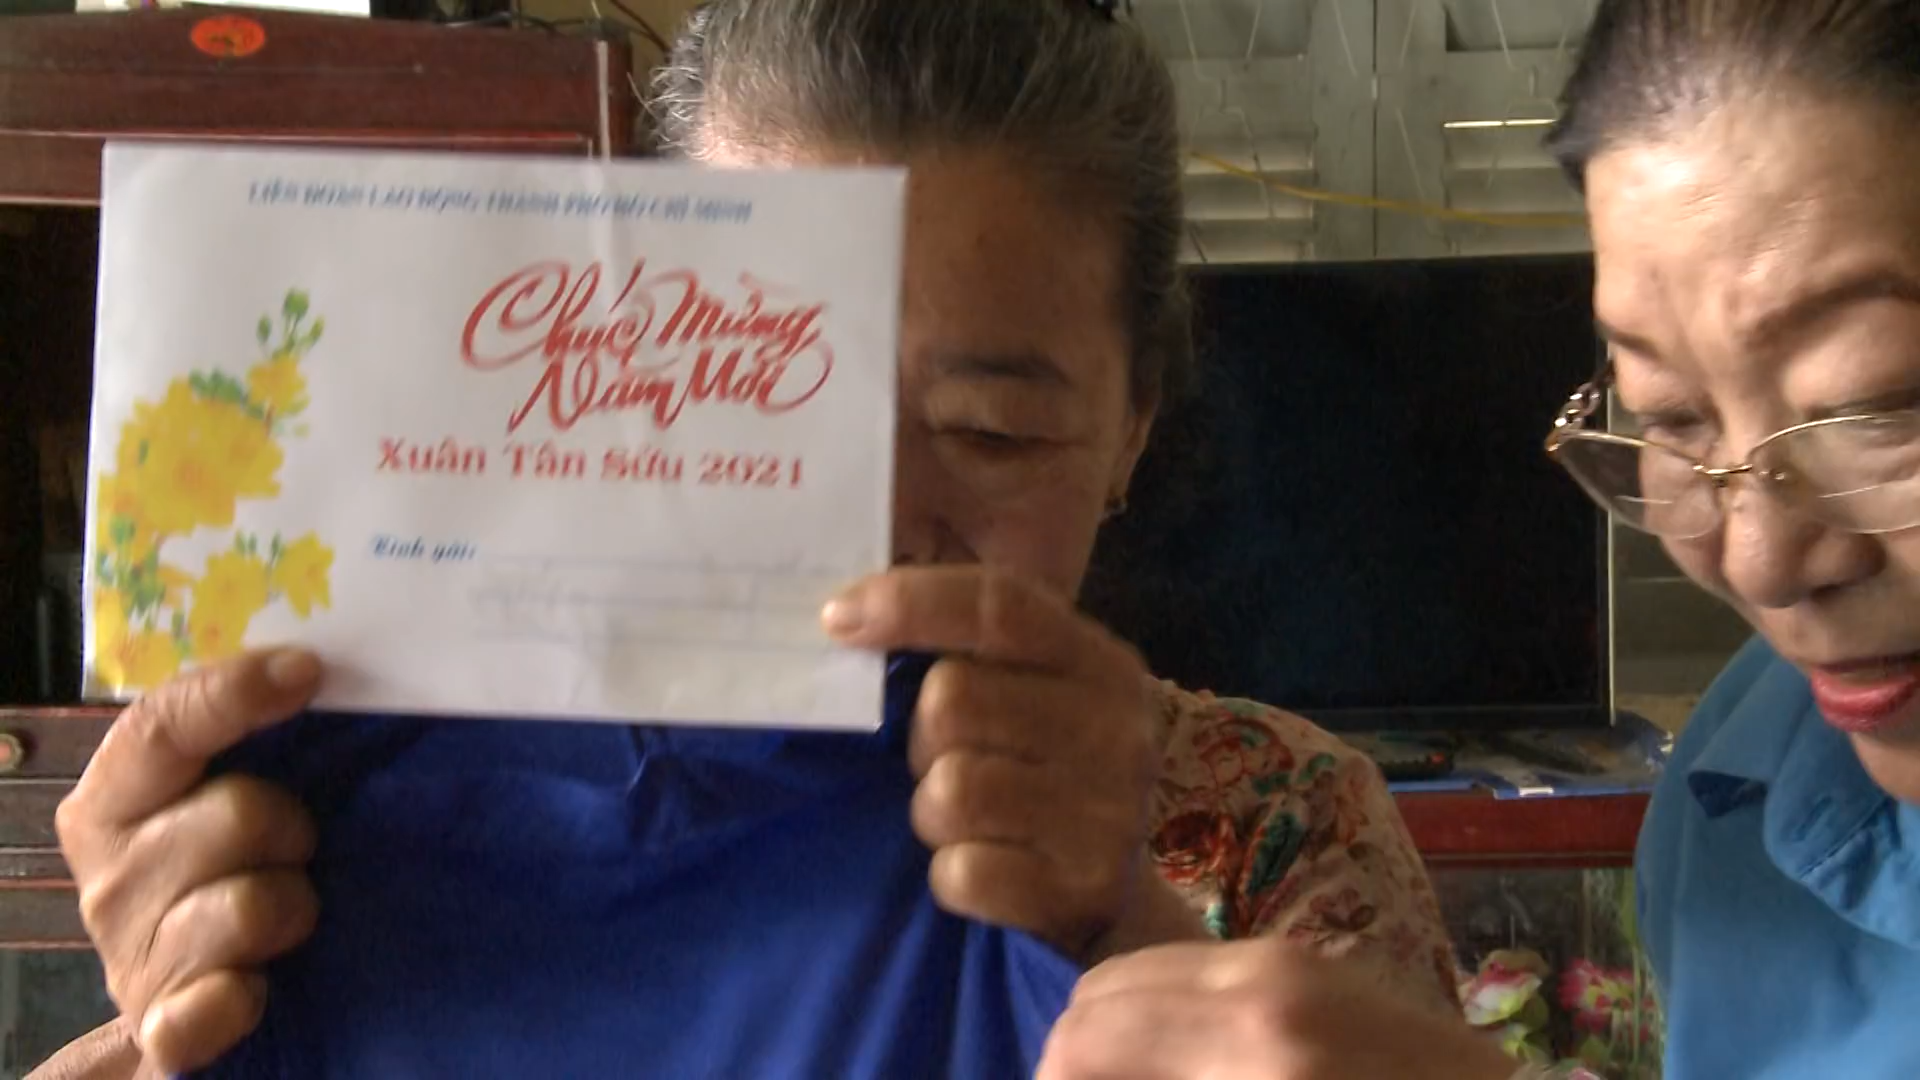 LIÊN ĐOÀN LAO ĐỘNG THÀNH PHỐ HỒ CHÍ MINH
Chúc Mừng
Năm Mới
Xuân Tân Sửu 2021
Kính gửi: